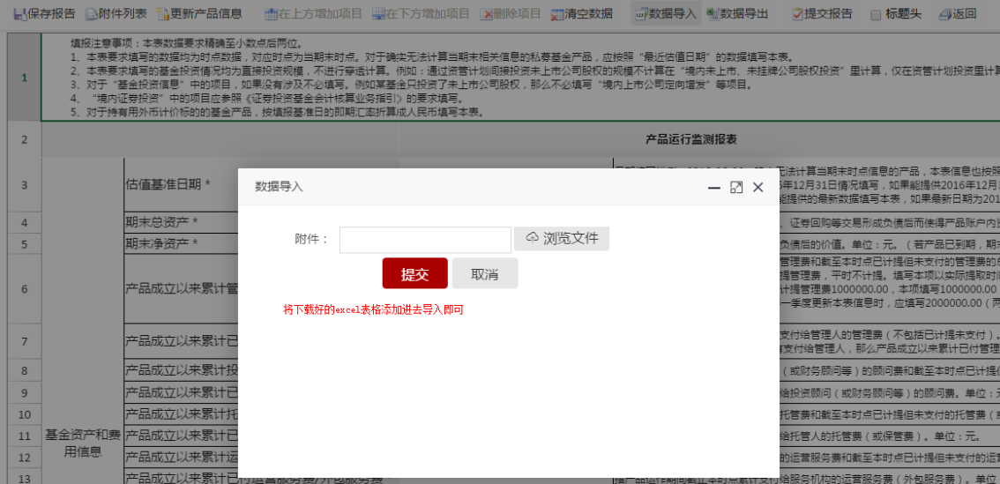 保存报告 附件列表 更新产品信息 在上方增加项目 在下方增加项目 删除项目 清空数据 数据导入 数据导出 提交报告 标题头 返回
填报注意事项：本表数据要求精确至小数点后两位。
1 1、本表要求填写的数据均为时点数据，对应时点为当期末时点。对于确实无法计算当期末相关信息的私募基金产品，应按照“最近估值日期”的数据填写本表。
2、本表要求填写的基金投资情况均为直接投资规模，不进行穿透计算。例如：通过资管计划间接投资未上市公司股权的规模不计算在“境内未上市、未挂牌公司股权投资”里计算，仅在资管计划投资里计算
3、对于“基金投资信息”中的项目，如果没有涉及不必填写。例如某基金只投资了未上市公司股权，那么不必填写“境内上市公司定向增发”等项目。
4、“境内证券投资”中的项目应参照《证券投资基金会计核算业务指引》的要求填写。
5、对于持有用外币计价标的的基金产品，按填报基准日的即期汇率折算成人民币填写本表。
2 产品运行监测报表
3 估值基准日期 *
无法计算当期末时点信息的产品，本表信息也按照
年12月31日情况填写，如果能提供2016年12月3
能提供的最新数据填写本表，如果最新日期为201
数据导入
4 期末总资产 * 、证券回购等交易形成负债后而使得产品账户内资
5 期末净资产 * 负债后的价值。单位：元。（若产品已到期，期末
附件： 浏览文件
提交 取消
将下载好的excel表格添加进去导入即可
6 产品成立以来累计管
管理费和截至本时点已计提但未支付的管理费的总
提管理费，平时不计提。填写本项以实际提取时间
计提管理费1000000.00，本项填写1000000.00
一季度更新本表信息时，应填写2000000.00（两
7 产品成立以来累计已
支付给管理人的管理费（不包括已计提未支付）。
支付给管理人，那么产品成立以来累计已付管理
8 产品成立以来累计投 （或财务顾问等）的顾问费和截至本时点已计提但
9 产品成立以来累计已 给投资顾问（或财务顾问等）的顾问费。单位：元
10 产品成立以来累计托 托管费和截至本时点已计提但未支付的托管费（或
基金资产和费用信息
11 产品成立以来累计已 给托管人的托管费（或保管费）。单位：元。
12 产品成立以来累计运 的运营服务费和截至本时点已计提但未支付的运营
13 产品成立以来累计已付运营服务费/外包服务费 指产品运作期间截止本时点累计支付给服务机构的运营服务费（外包服务费）。单位